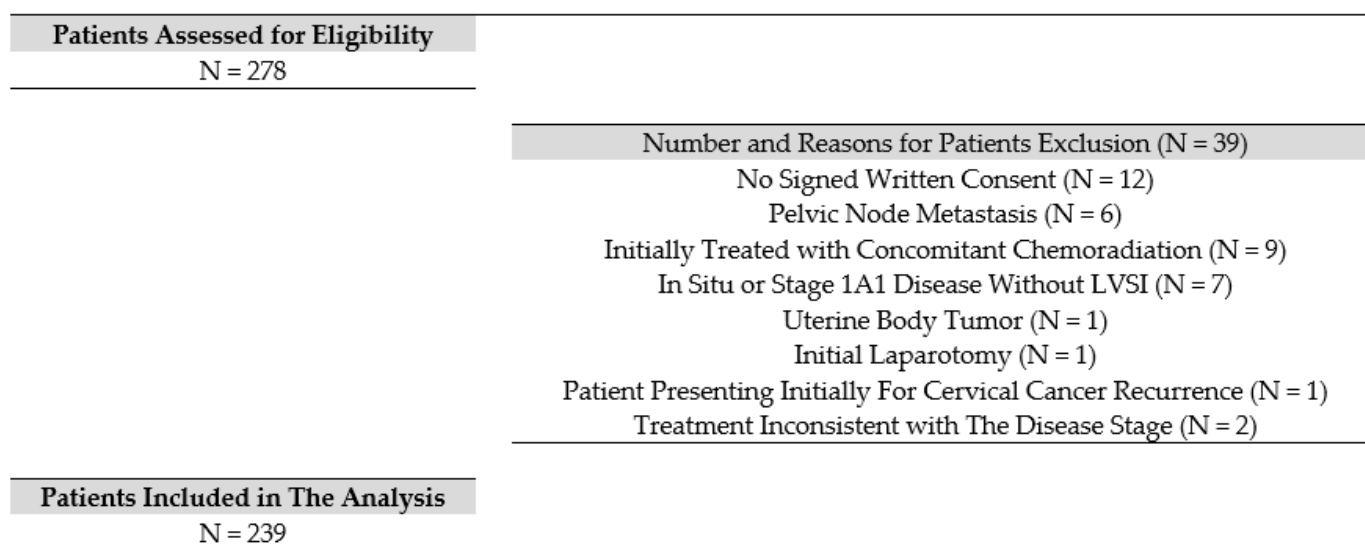 Patients Assessed for Eligibility
N = 278
Number and Reasons for Patients Exclusion (N = 39)
No Signed Written Consent (N = 12)
Pelvic Node Metastasis (N = 6)
Initially Treated with Concomitant Chemoradiation (N = 9)
In Situ or Stage 1A1 Disease Without LVSI (N = 7)
Uterine Body Tumor (N = 1)
Initial Laparotomy (N = 1)
Patient Presenting Initially For Cervical Cancer Recurrence (N = 1)
Treatment Inconsistent with The Disease Stage (N = 2)
Patients Included in The Analysis
N = 239